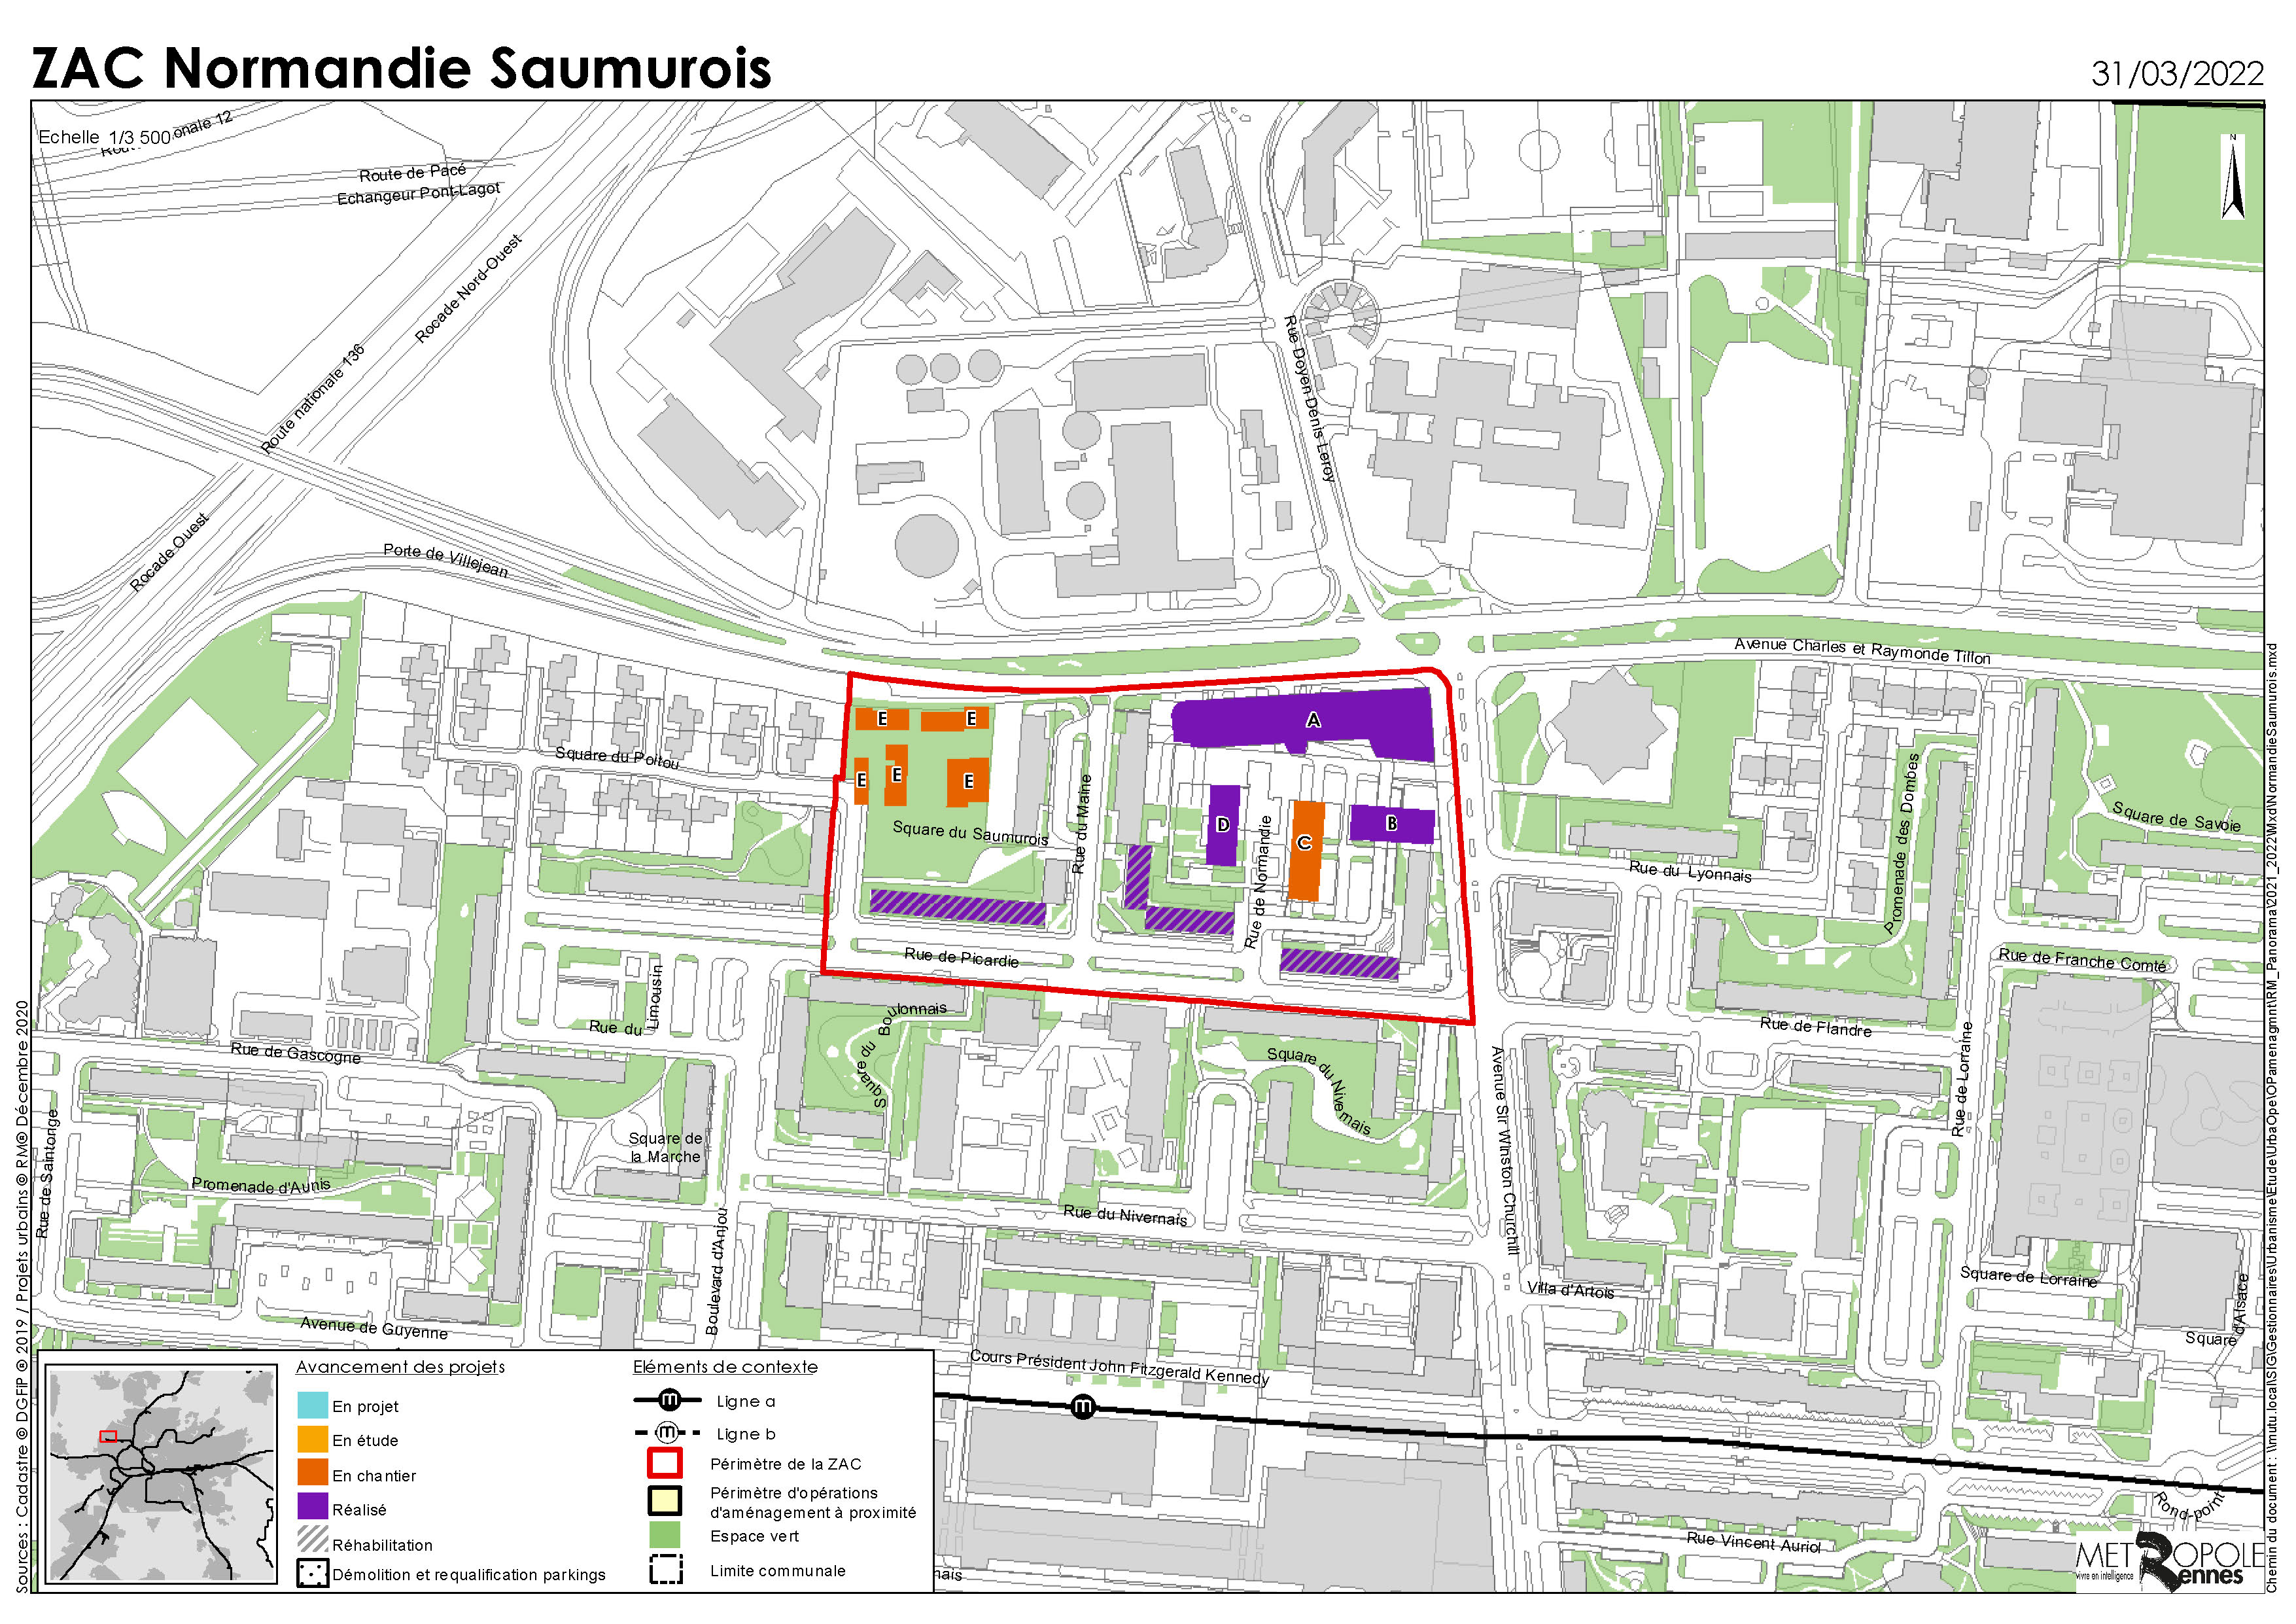 ZAC Normandie Saumurois
31/03/2022
Echelle 1/3 500
onale 12
Route de Pacé
Echangeur Pont-Lagot
Rocade Nord-Ouest
Route nationale 136
Rocade Ouest
Porte de Villejean
Rue Doyen Denis Leroy
Avenue Charles et Raymonde Tillon
E
E
A
E
E
E
Square du Poitou
D
C
B
Square du Saumurois
Rue du Maine
Rue de Normandie
Promenade des Dombes
Square de Savoie
Rue du Lyonnais
Rue de Picardie
Rue de Franche Comté
Rue du Limousin
Square du Boulonnais
Rue de Flandre
Rue de Gascogne
Square du Nivernais
Rue de Lorraine
Avenue Sir Winston Churchill
Rue de Saintonge
Square de
la Marche
Promenade d'Aunis
Rue du Nivernais
Boulevard d'Anjou
Square de Lorraine
Villa d'Artois
Square d'Alsace
Avenue de Guyenne
Cours Président John Fitzgerald Kennedy
m
Rond-point
Rue Vincent Auriol
nais
Avancement des projets
En projet
En étude
En chantier
Réalisé
Réhabilitation
Démolition et requalification parkings
Eléments de contexte
m Ligne a
m Ligne b
Périmètre de la ZAC
Périmètre d'opérations
d'aménagement à proximité
Espace vert
Limite communale
METROPOLE
Rennes
vivre en intelligence
N
Sources : Cadastre © DGFIP ® 2019 / Projets urbains © RM® Décembre 2020
Chemin du document : \\mutu.local\SIG\Gestionnaires\Urbanisme\Etude\UrbaOpe\OPamenagmnt\RM_Panorama\2021_2022\Mxd\NormandieSaumurois.mxd